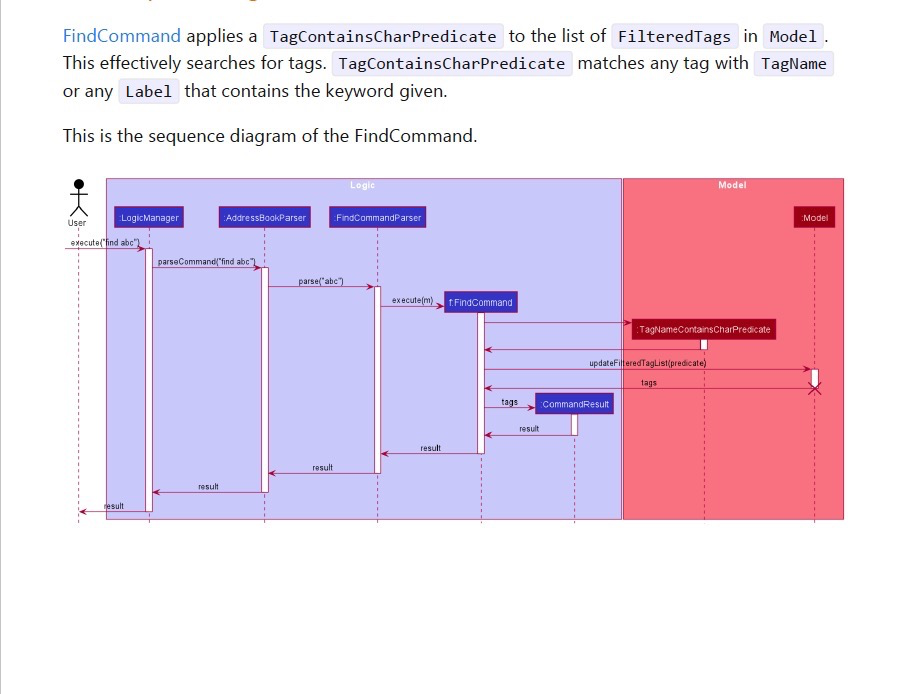 FindCommand applies a TagContainsCharPredicate to the list of FilteredTags in Model.
This effectively searches for tags. TagContainsCharPredicate matches any tag with TagName
or any Label that contains the keyword given.
This is the sequence diagram of the FindCommand.
Logic
Model
User
:LogicManager
:AddressBookParser
:FindCommandParser
:Model
execute("find abc")
parseCommand("find abc")
parse("abc")
execute(m)
f:FindCommand
:TagNameContainsCharPredicate
updateFilteredTagList(predicate)
tags
tags
:CommandResult
result
result
result
result
result